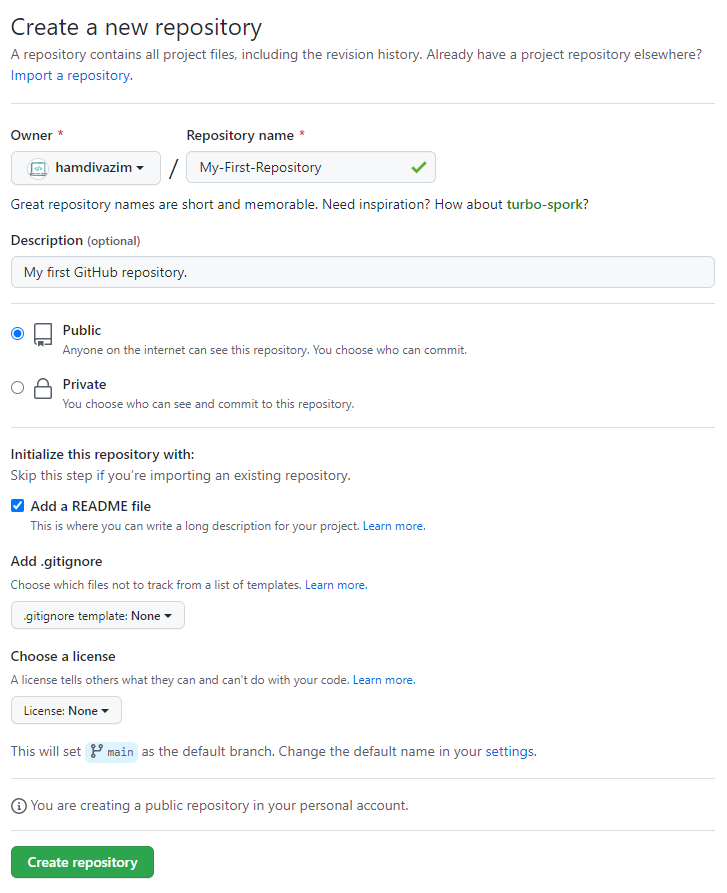 Create a new repository
A repository contains all project files, including the revision history. Already have a project repository elsewhere?
Import a repository.
Owner * Repository name *
hamdivazim / My-First-Repository
Great repository names are short and memorable. Need inspiration? How about turbo-spork?
Description (optional)
My first GitHub repository.
Public
Anyone on the internet can see this repository. You choose who can commit.
Private
You choose who can see and commit to this repository.
Initialize this repository with:
Skip this step if you're importing an existing repository.
Add a README file
This is where you can write a long description for your project. Learn more.
Add .gitignore
Choose which files not to track from a list of templates. Learn more.
.gitignore template: None
Choose a license
A license tells others what they can and can't do with your code. Learn more.
License: None
This will set main as the default branch. Change the default name in your settings.
You are creating a public repository in your personal account.
Create repository